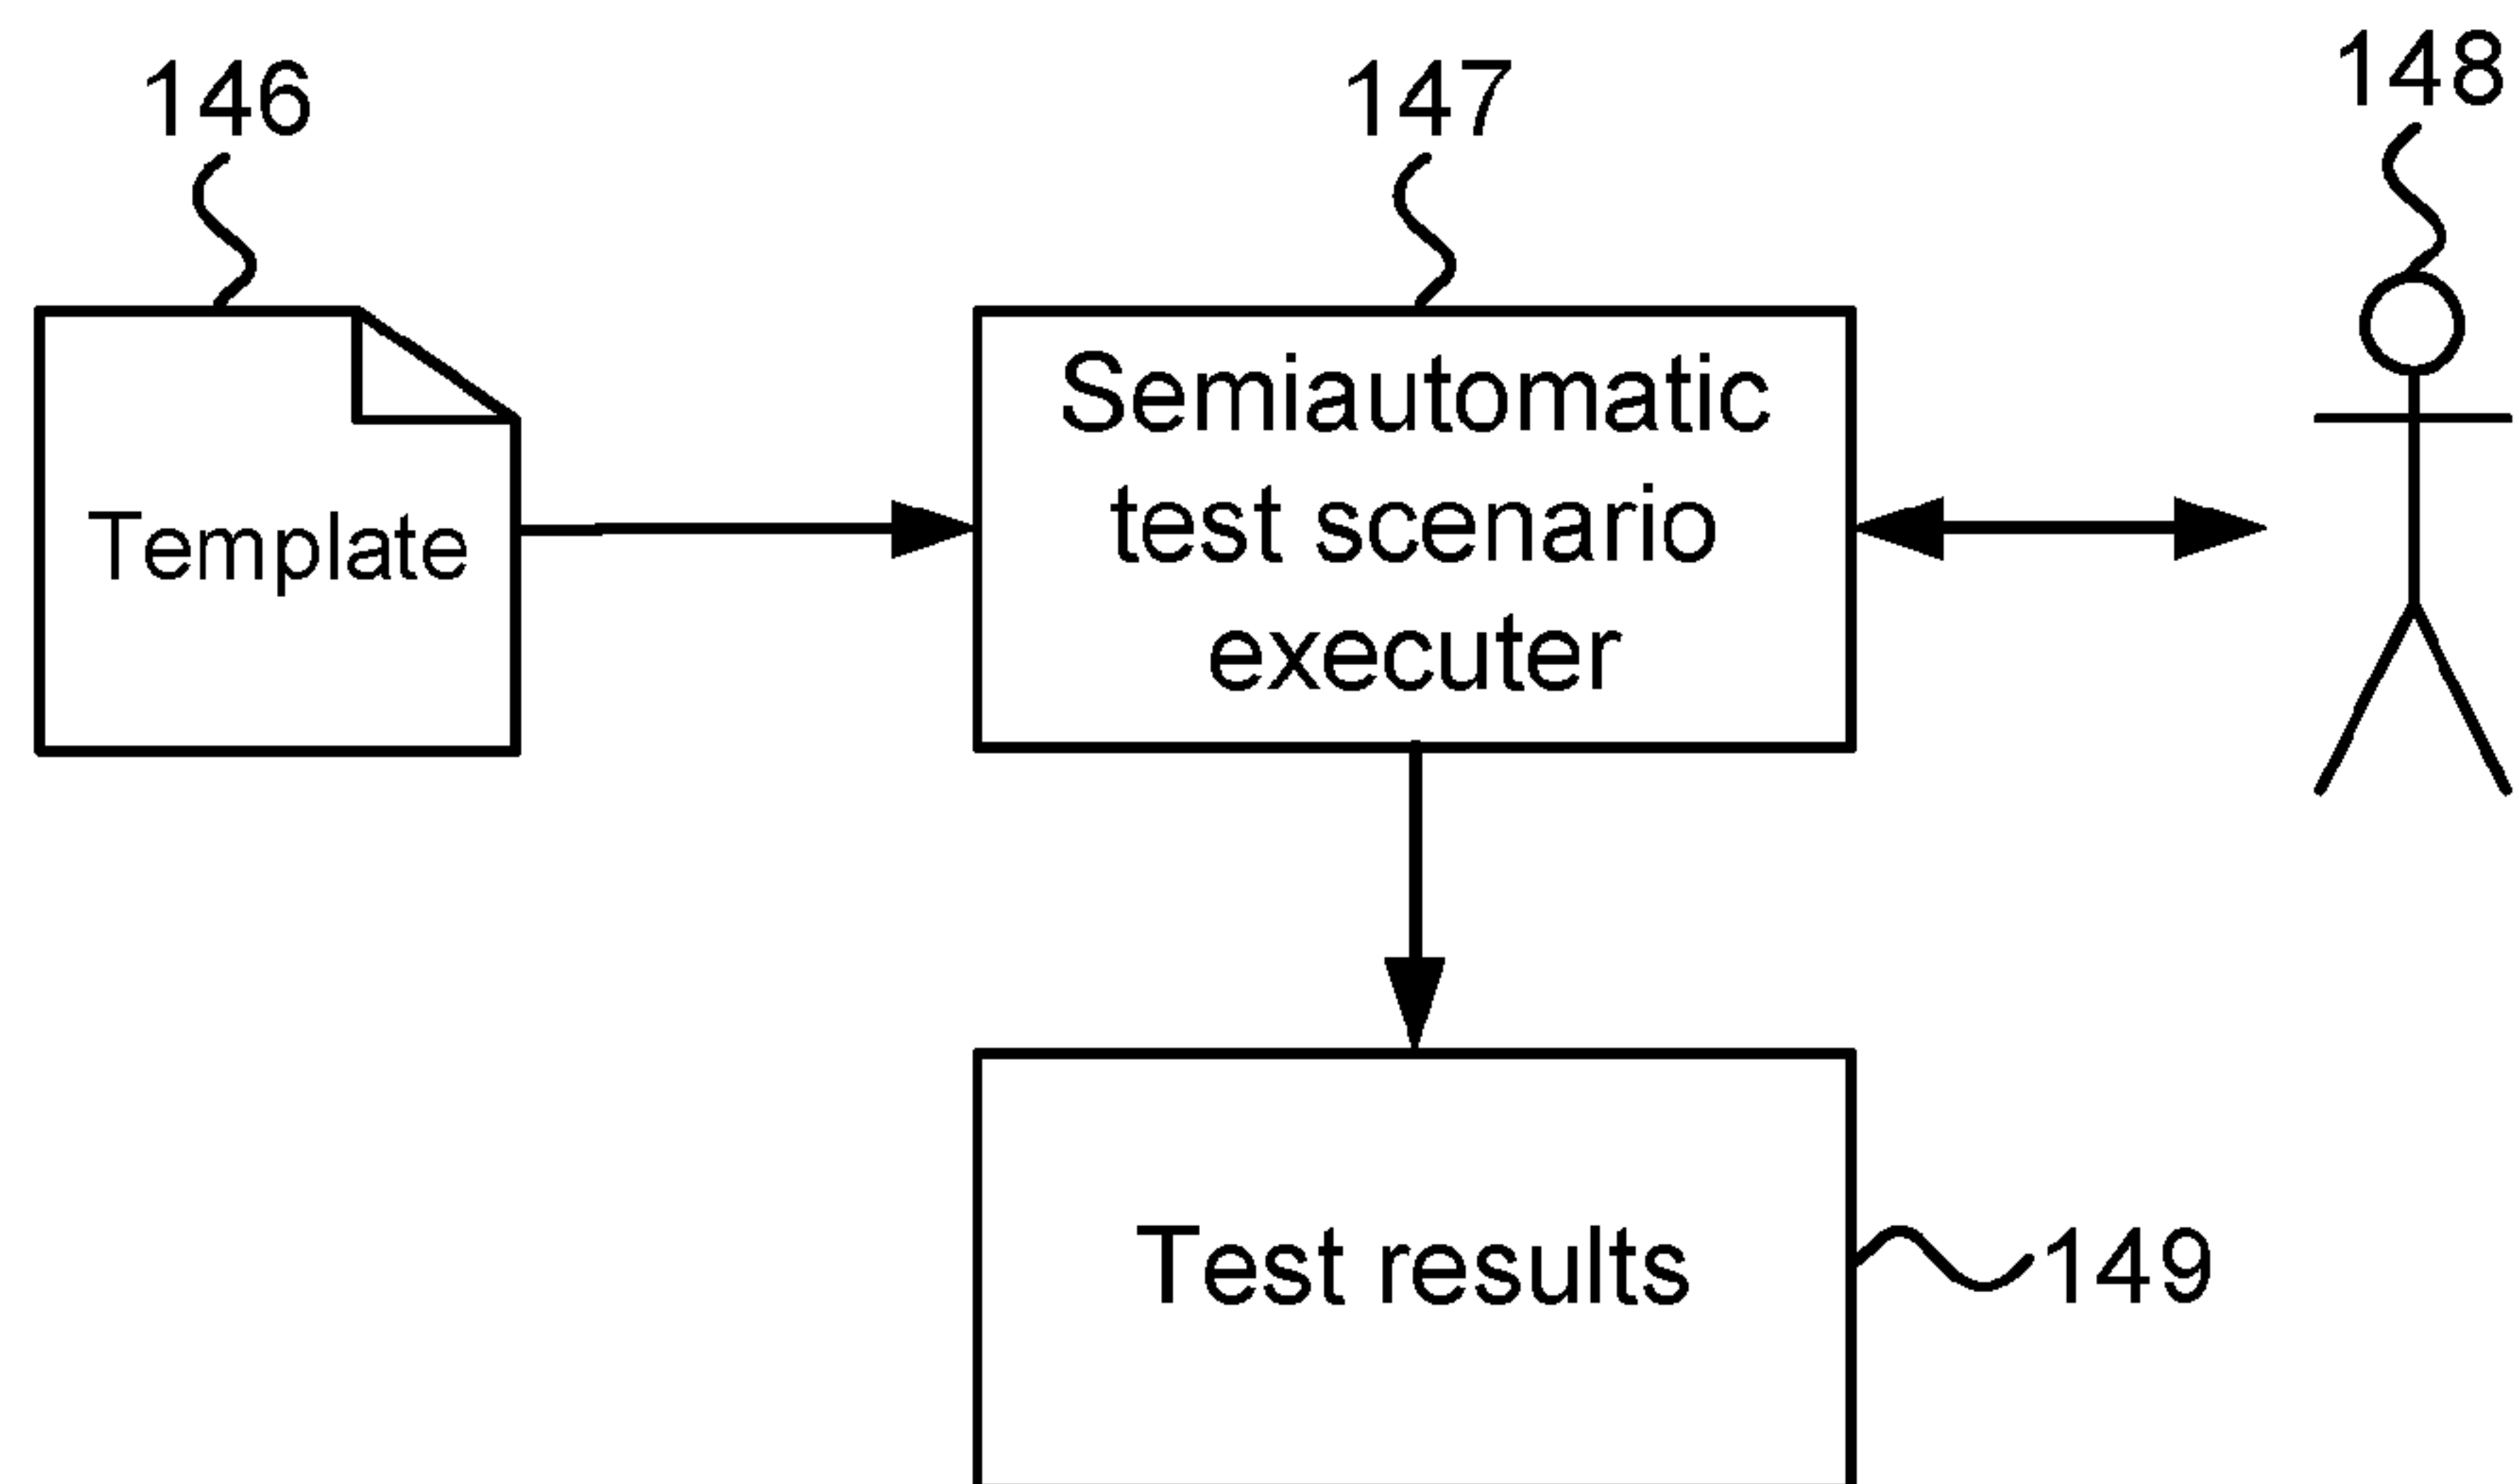 146
147
148
Template
Semiautomatic
test scenario
executer
Test results
149